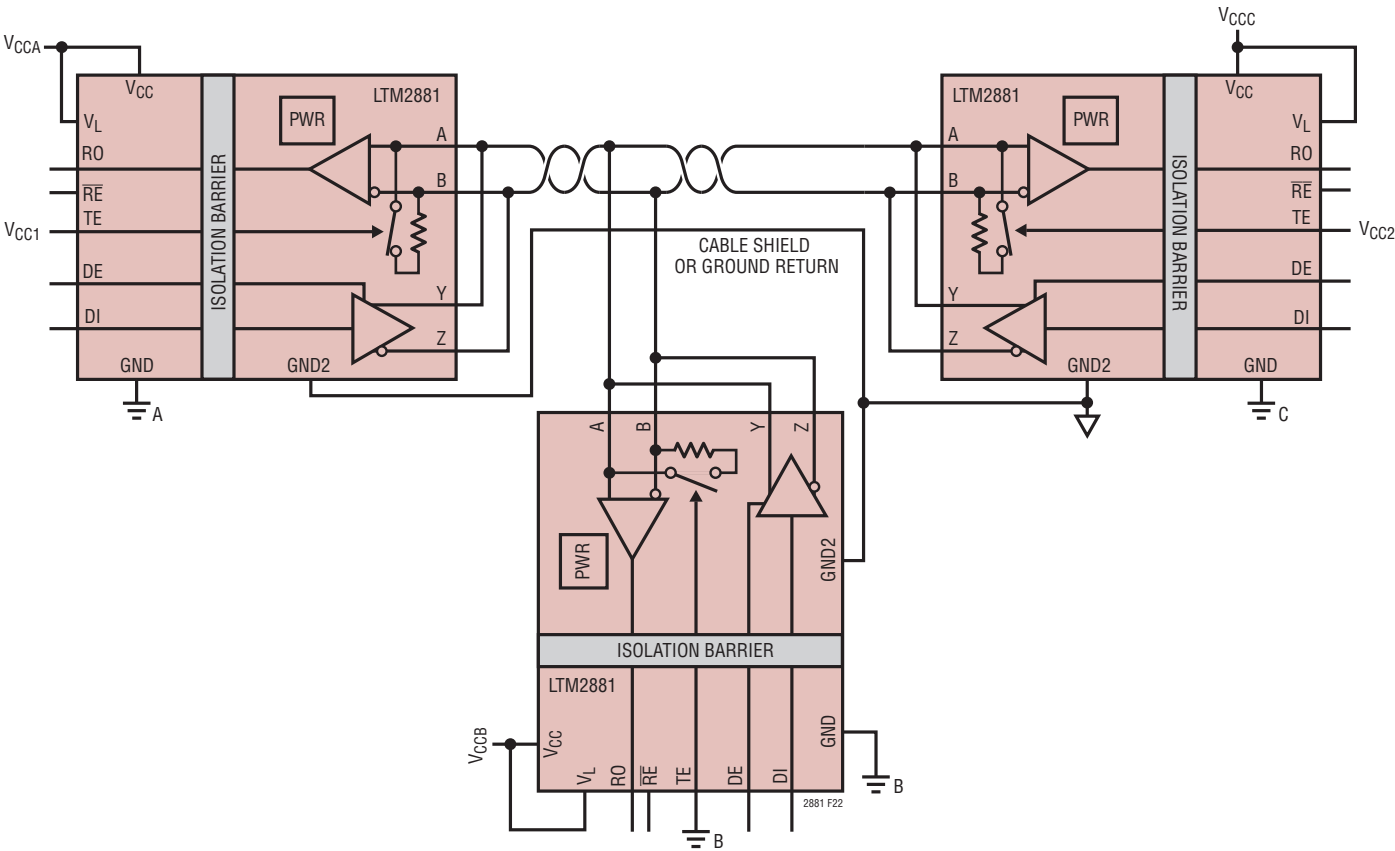 VCCA
VCC
LTM2881
PWR
VL
RO
RE
TE
VCC1
DE
DI
GND
GND2
ISOLATION BARRIER
A
B
Y
Z
A
CABLE SHIELD
OR GROUND RETURN
VCCC
LTM2881
PWR
VCC
A
B
Y
Z
GND2
ISOLATION BARRIER
VL
RO
RE
TE
VCC2
DE
DI
GND
C
A
B
Y
Z
PWR
GND2
ISOLATION BARRIER
LTM2881
VCCB
VCC
VL
RO
RE
TE
DE
DI
GND
B
2881 F22
B